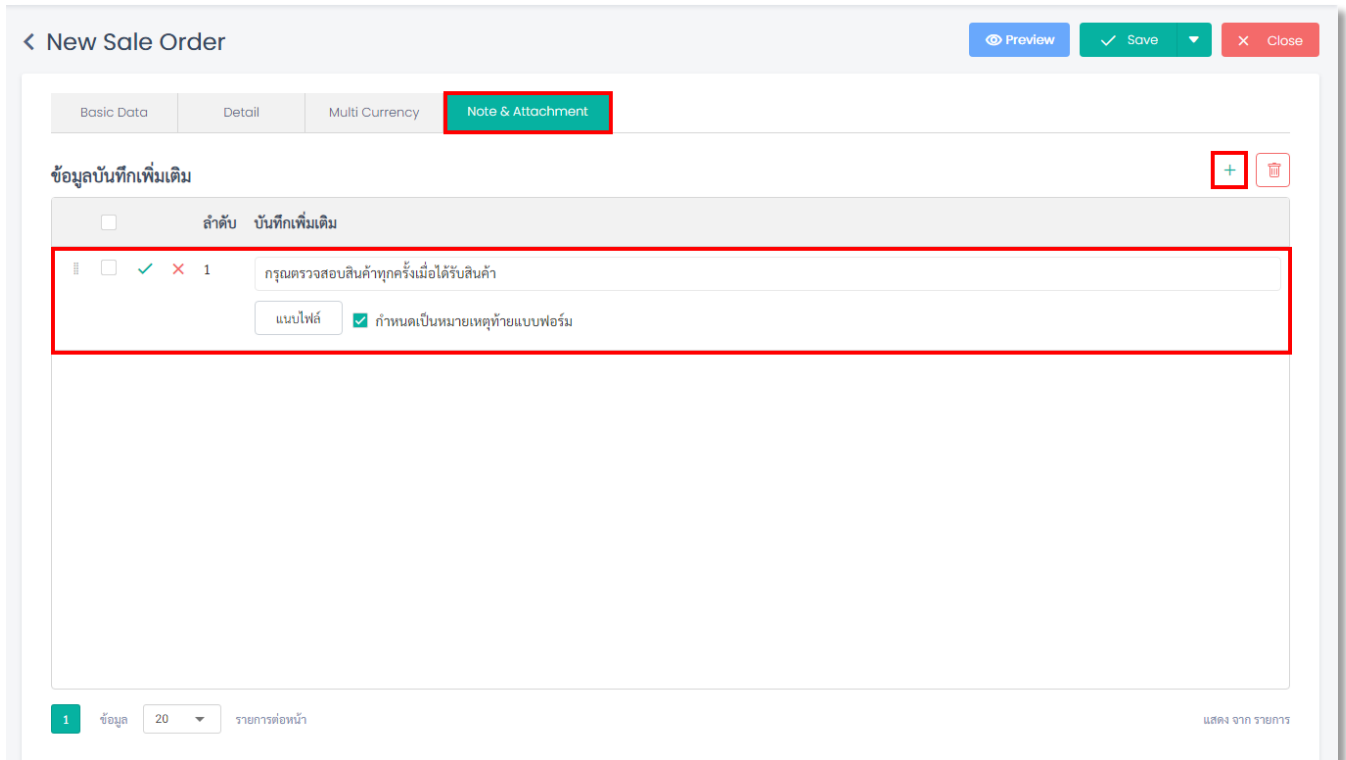 New Sale Order
Preview
Save
Close
Basic Data
Detail
Multi Currency
Note & Attachment
ข้อมูลบันทึกเพิ่มเติม
ลำดับ
บันทึกเพิ่มเติม
1
กรุณตรวจสอบสินค้าทุกครั้งเมื่อได้รับสินค้า
แนบไฟล์
กำหนดเป็นหมายเหตุท้ายแบบฟอร์ม
1
ข้อมูล
20
รายการต่อหน้า
แสดง จาก รายการ